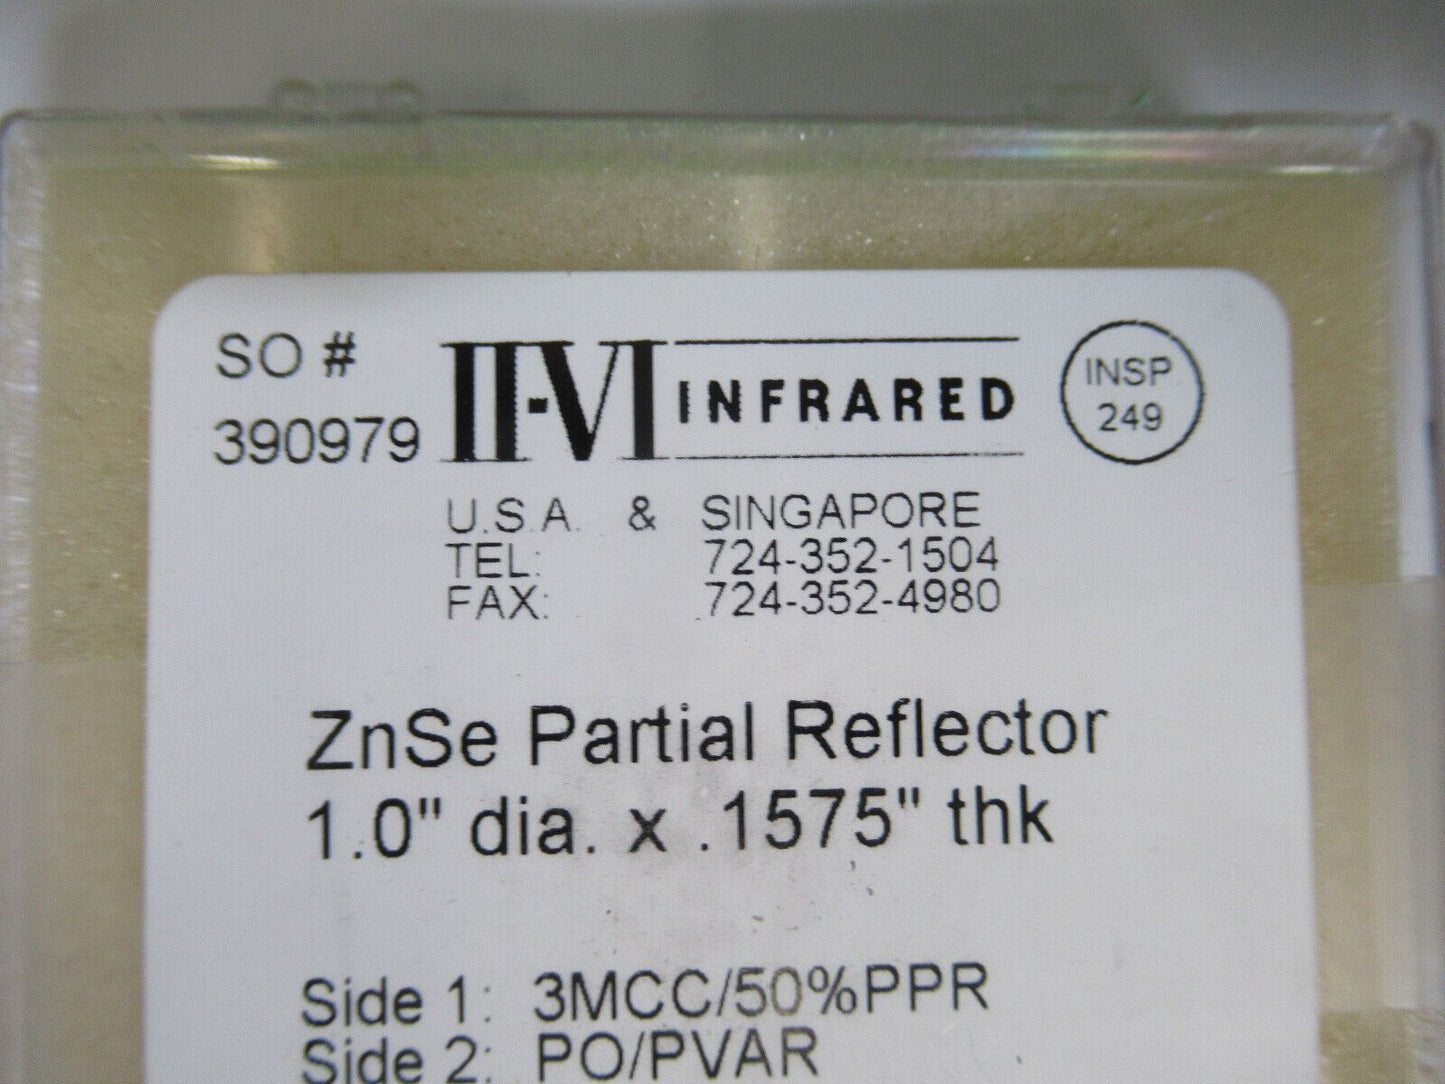 SO #
390979
II-VI INFRARED
INSP
249
U.S.A. & SINGAPORE
TEL: 724-352-1504
FAX: 724-352-4980
ZnSe Partial Reflector
1.0" dia. x .1575" thk
Side 1: 3MCC/50%PPR
Side 2: PO/PVAR